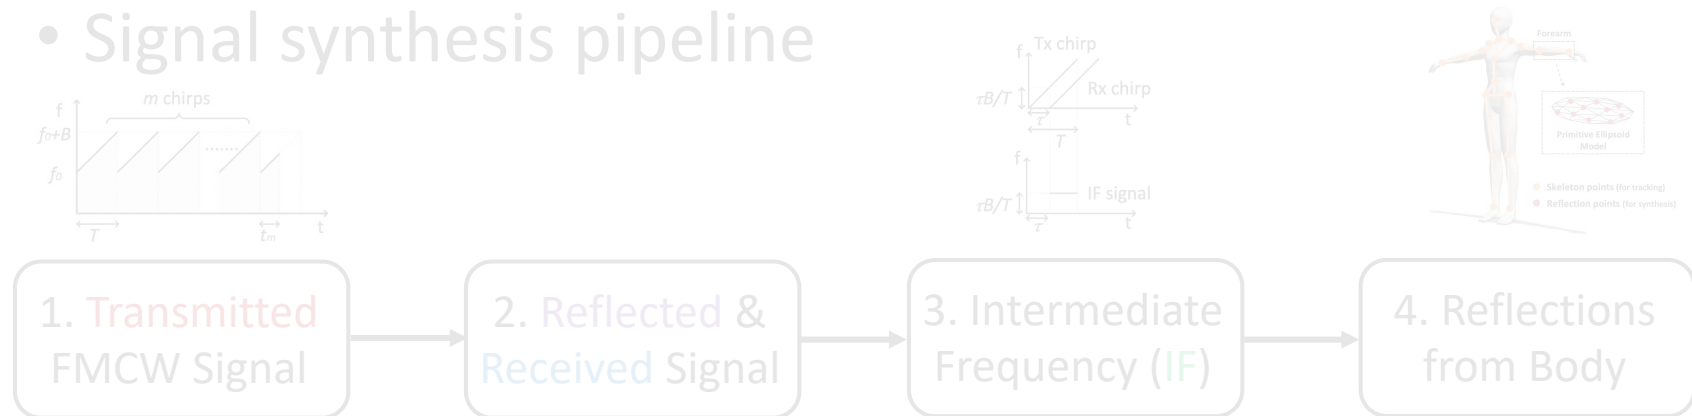 • Signal synthesis pipeline
m chirps
f
f₀+B
f₀
T
tₘ
t
f
Tx chirp
Rx chirp
τB/T
τ
t
T
f
IF signal
τB/T
τ
t
Forearm
Primitive Ellipsoid
Model
Skeleton points (for tracking)
Reflection points (for synthesis)
1. Transmitted
FMCW Signal
2. Reflected &
Received Signal
3. Intermediate
Frequency (IF)
4. Reflections
from Body